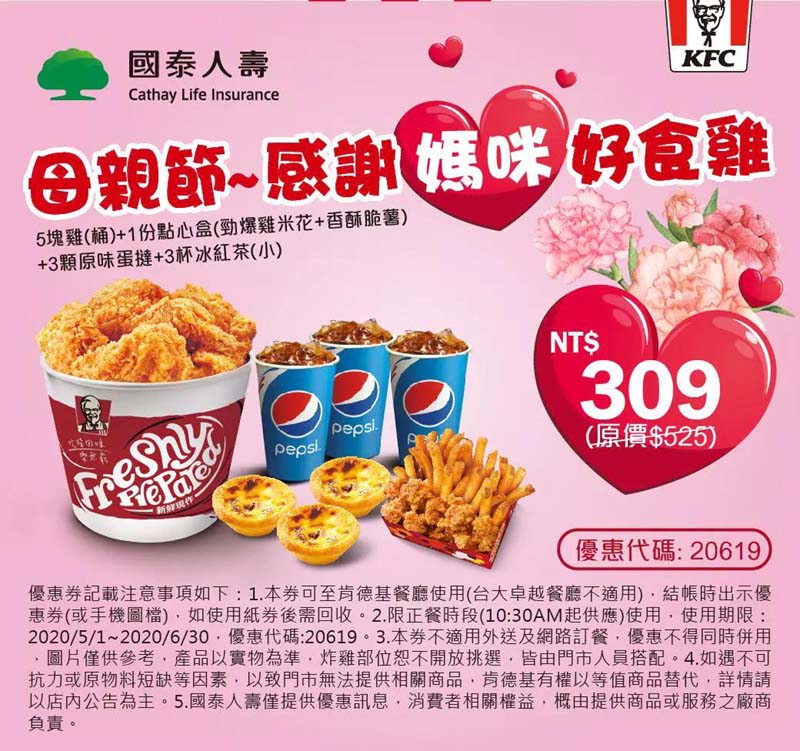 國泰人壽
Cathay Life Insurance
KFC
母親節~感謝媽咪好食雞
5塊雞(桶)+1份點心盒(勁爆雞米花+香酥脆薯)
+3顆原味蛋撻+3杯冰紅茶(小)
NT$
309
(原價$525)
pepsi
pepsi
pepsi
Freshly
PrePared
新鮮現作
優惠代碼: 20619
優惠券記載注意事項如下：1.本券可至肯德基餐廳使用(台大卓越餐廳不適用)，結帳時出示優
惠券(或手機圖檔)，如使用紙券後需回收。2.限正餐時段(10:30AM起供應)使用，使用期限：
2020/5/1~2020/6/30，優惠代碼:20619。3.本券不適用外送及網路訂餐，優惠不得同時併用
，圖片僅供參考，產品以實物為準，炸雞部位恕不開放挑選，皆由門市人員搭配。4.如遇不可
抗力或原物料短缺等因素，以致門市無法提供相關商品，肯德基有權以等值商品替代，詳情請
以店內公告為主。5.國泰人壽僅提供優惠訊息，消費者相關權益，概由提供商品或服務之廠商
負責。